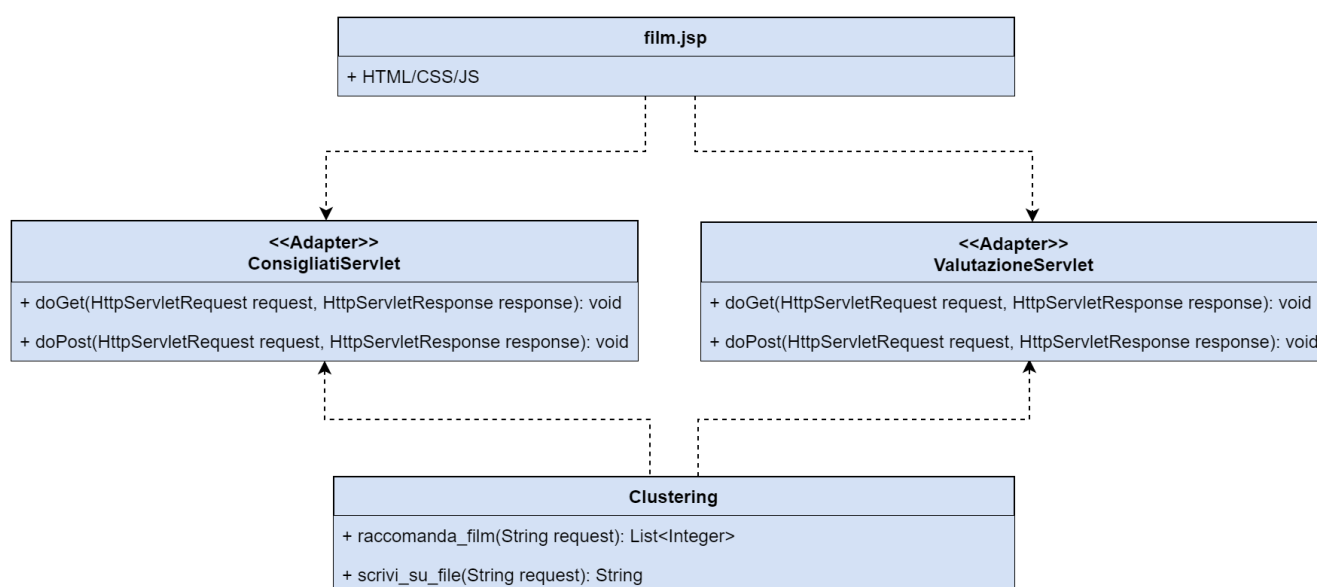 film.jsp
+ HTML/CSS/JS
<<Adapter>>
ConsigliatiServlet
+ doGet(HttpServletRequest request, HttpServletResponse response): void
+ doPost(HttpServletRequest request, HttpServletResponse response): void
<<Adapter>>
ValutazioneServlet
+ doGet(HttpServletRequest request, HttpServletResponse response): void
+ doPost(HttpServletRequest request, HttpServletResponse response): void
Clustering
+ raccomanda_film(String request): List<Integer>
+ scrivi_su_file(String request): String